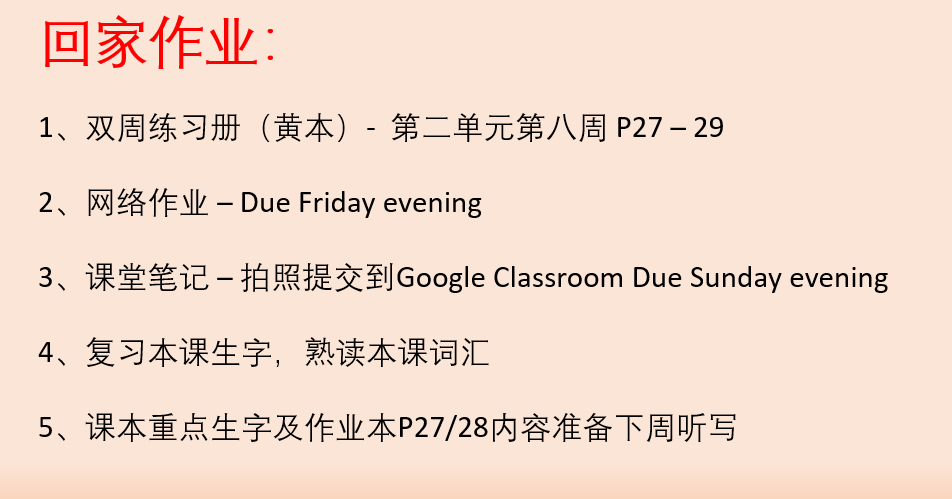 回家作业：
1、双周练习册（黄本）- 第二单元第八周 P27 – 29
2、网络作业 – Due Friday evening
3、课堂笔记 – 拍照提交到Google Classroom Due Sunday evening
4、复习本课生字，熟读本课词汇
5、课本重点生字及作业本P27/28内容准备下周听写